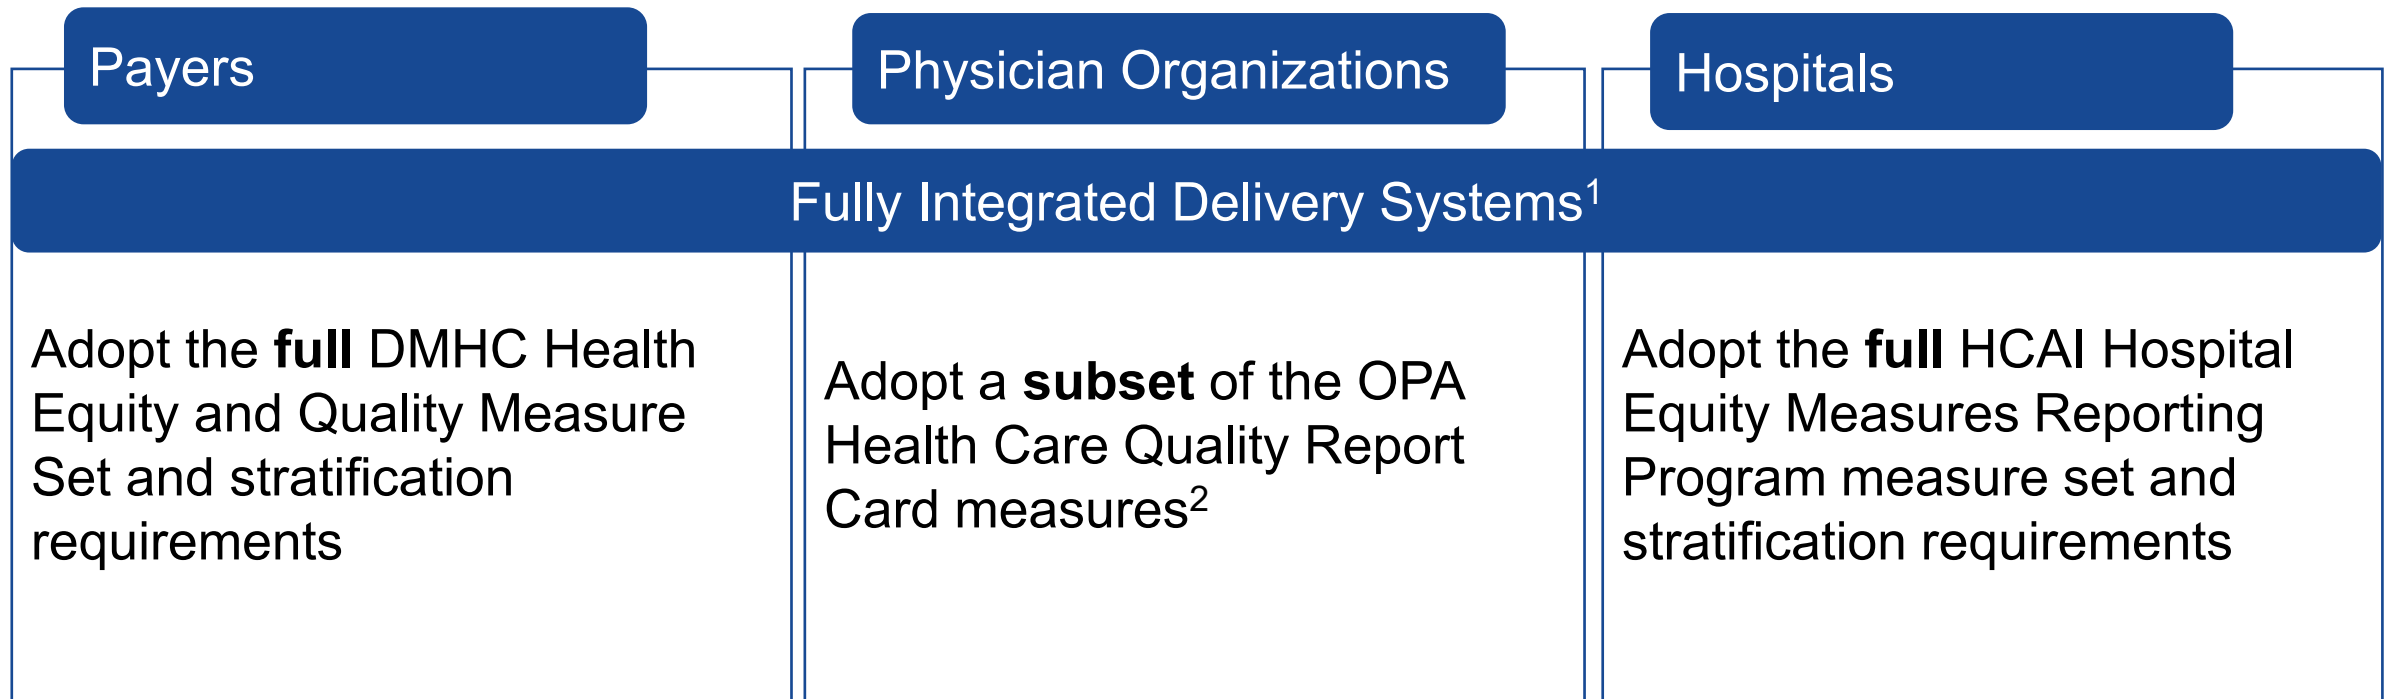 Payers
Physician Organizations
Hospitals
Fully Integrated Delivery Systems¹
Adopt the full DMHC Health
Equity and Quality Measure
Set and stratification
requirements
Adopt a subset of the OPA
Health Care Quality Report
Card measures²
Adopt the full HCAI Hospital
Equity Measures Reporting
Program measure set and
stratification requirements